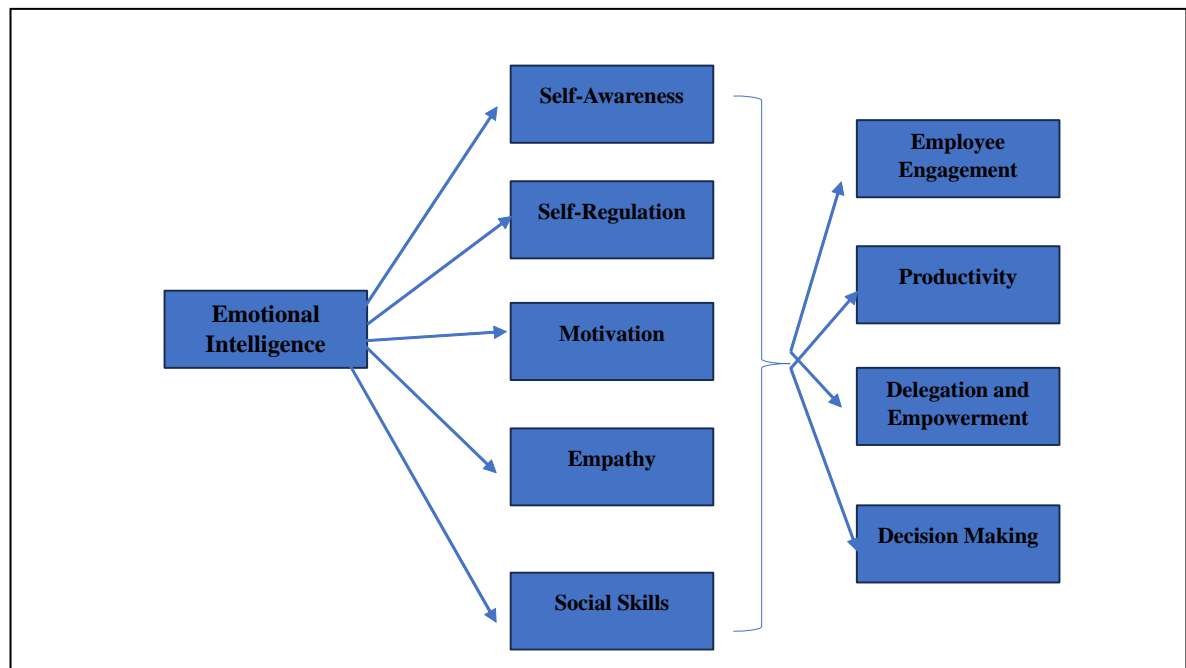 Emotional
Intelligence
Self-Awareness
Self-Regulation
Motivation
Empathy
Social Skills
Employee
Engagement
Productivity
Delegation and
Empowerment
Decision Making